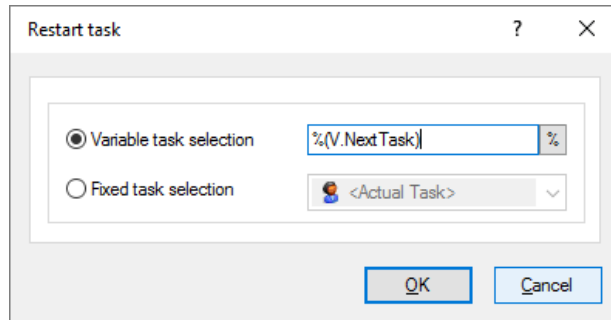 Restart task
?
Variable task selection %(V.NextTask) %
Fixed task selection <Actual Task>
OK Cancel